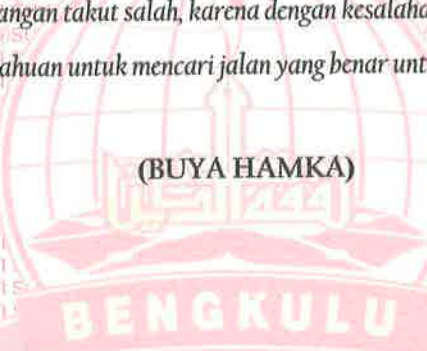 angan takut salah, karena dengan kesalaha
ahuan untuk mencari jalan yang benar unt
(BUYA HAMKA)
BENGKULU